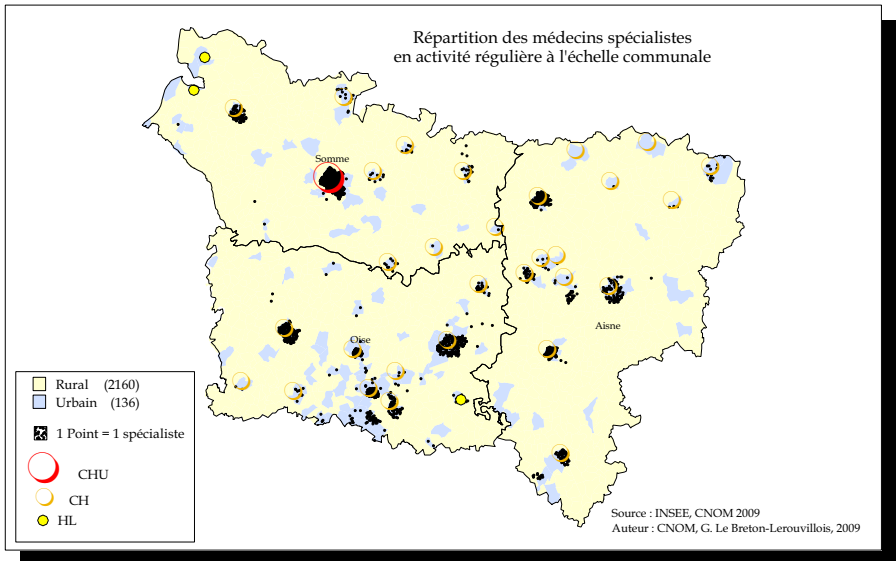 Répartition des médecins spécialistes
en activité régulière à l'échelle communale
Somme
Oise
Aisne
Rural (2160)
Urbain (136)
1 Point = 1 spécialiste
CHU
CH
HL
Source : INSEE, CNOM 2009
Auteur : CNOM, G. Le Breton-Lerouvillois, 2009